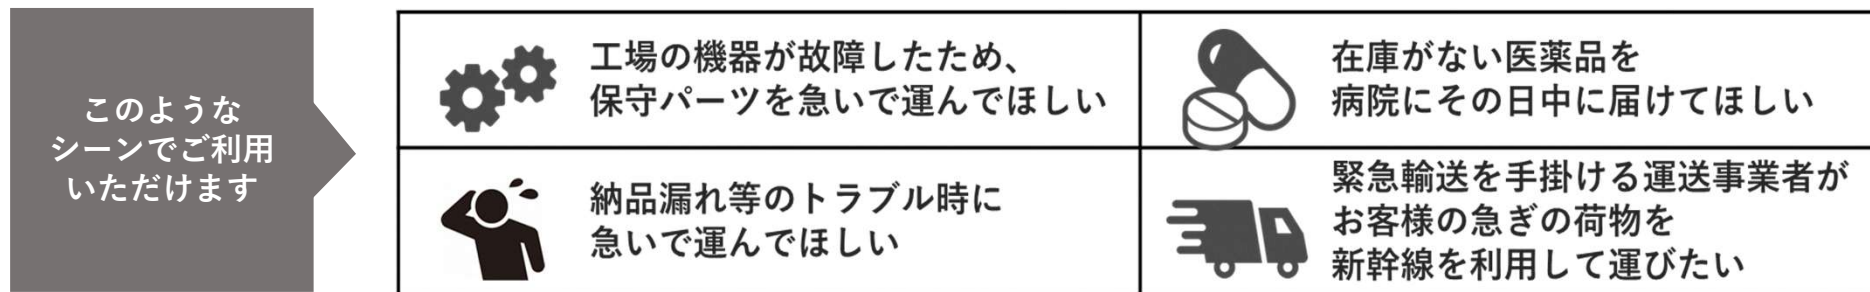 このような
シーンでご利用
いただけます
工場の機器が故障したため、
保守パーツを急いで運んでほしい
在庫がない医薬品を
病院にその日中に届けてほしい
納品漏れ等のトラブル時に
急いで運んでほしい
緊急輸送を手掛ける運送事業者が
お客様の急ぎの荷物を
新幹線を利用して運びたい